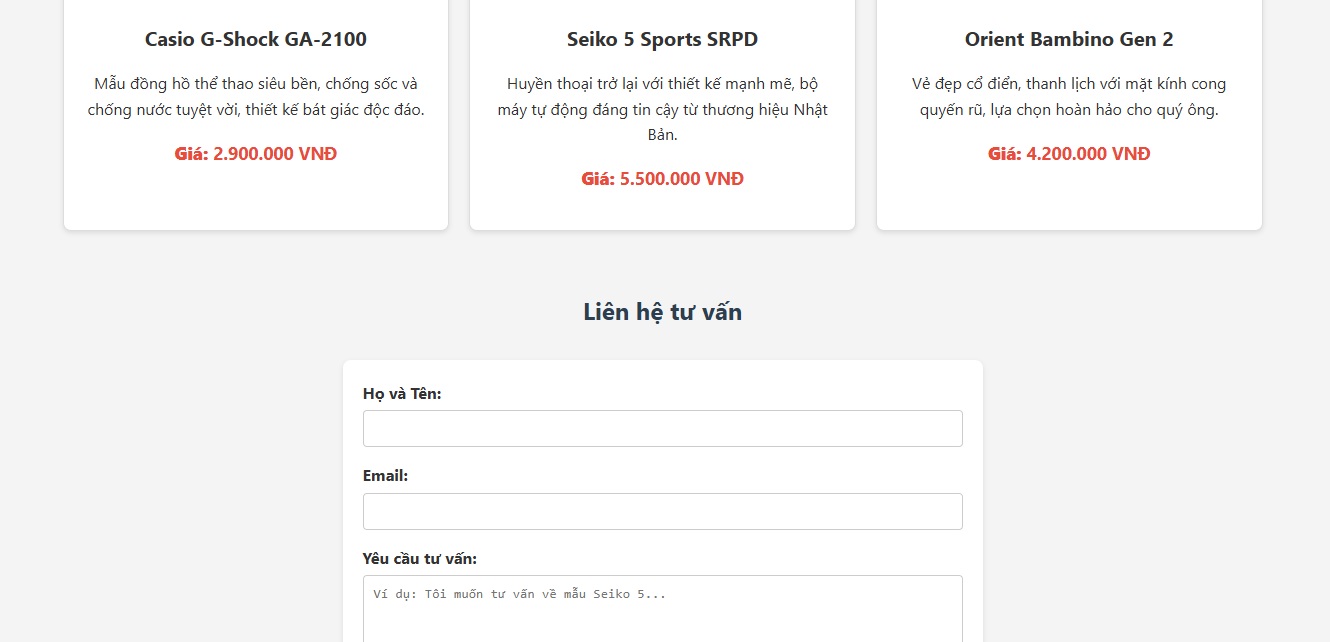 Casio G-Shock GA-2100
Mẫu đồng hồ thể thao siêu bền, chống sốc và
chống nước tuyệt vời, thiết kế bát giác độc đáo.
Giá: 2.900.000 VNĐ
Seiko 5 Sports SRPD
Huyền thoại trở lại với thiết kế mạnh mẽ, bộ
máy tự động đáng tin cậy từ thương hiệu Nhật
Bản.
Giá: 5.500.000 VNĐ
Orient Bambino Gen 2
Vẻ đẹp cổ điển, thanh lịch với mặt kính cong
quyến rũ, lựa chọn hoàn hảo cho quý ông.
Giá: 4.200.000 VNĐ
Liên hệ tư vấn
Họ và Tên:
Email:
Yêu cầu tư vấn:
Ví dụ: Tôi muốn tư vấn về mẫu Seiko 5...